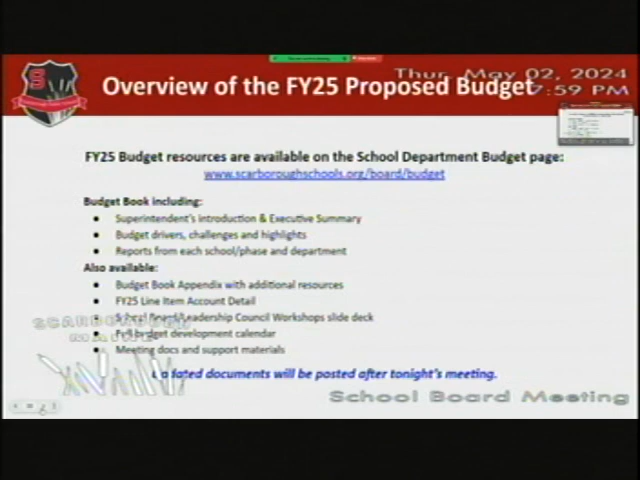 Overview of the FY25 Proposed Budget
Thur, May 02, 2024
7:59 PM
FY25 Budget resources are available on the School Department Budget page:
www.scarboroughschools.org/board/budget
Budget Book including:
• Superintendent's introduction & Executive Summary
• Budget drivers, challenges and highlights
• Reports from each school/phase and department
Also available:
• Budget Book Appendix with additional resources
• FY25 Line Item Account Detail
• School Board/Leadership Council Workshops slide deck
• Full budget development calendar
• Meeting docs and support materials
SCARBOROUGH
MAINE
Updated documents will be posted after tonight's meeting.
School Board Meeting